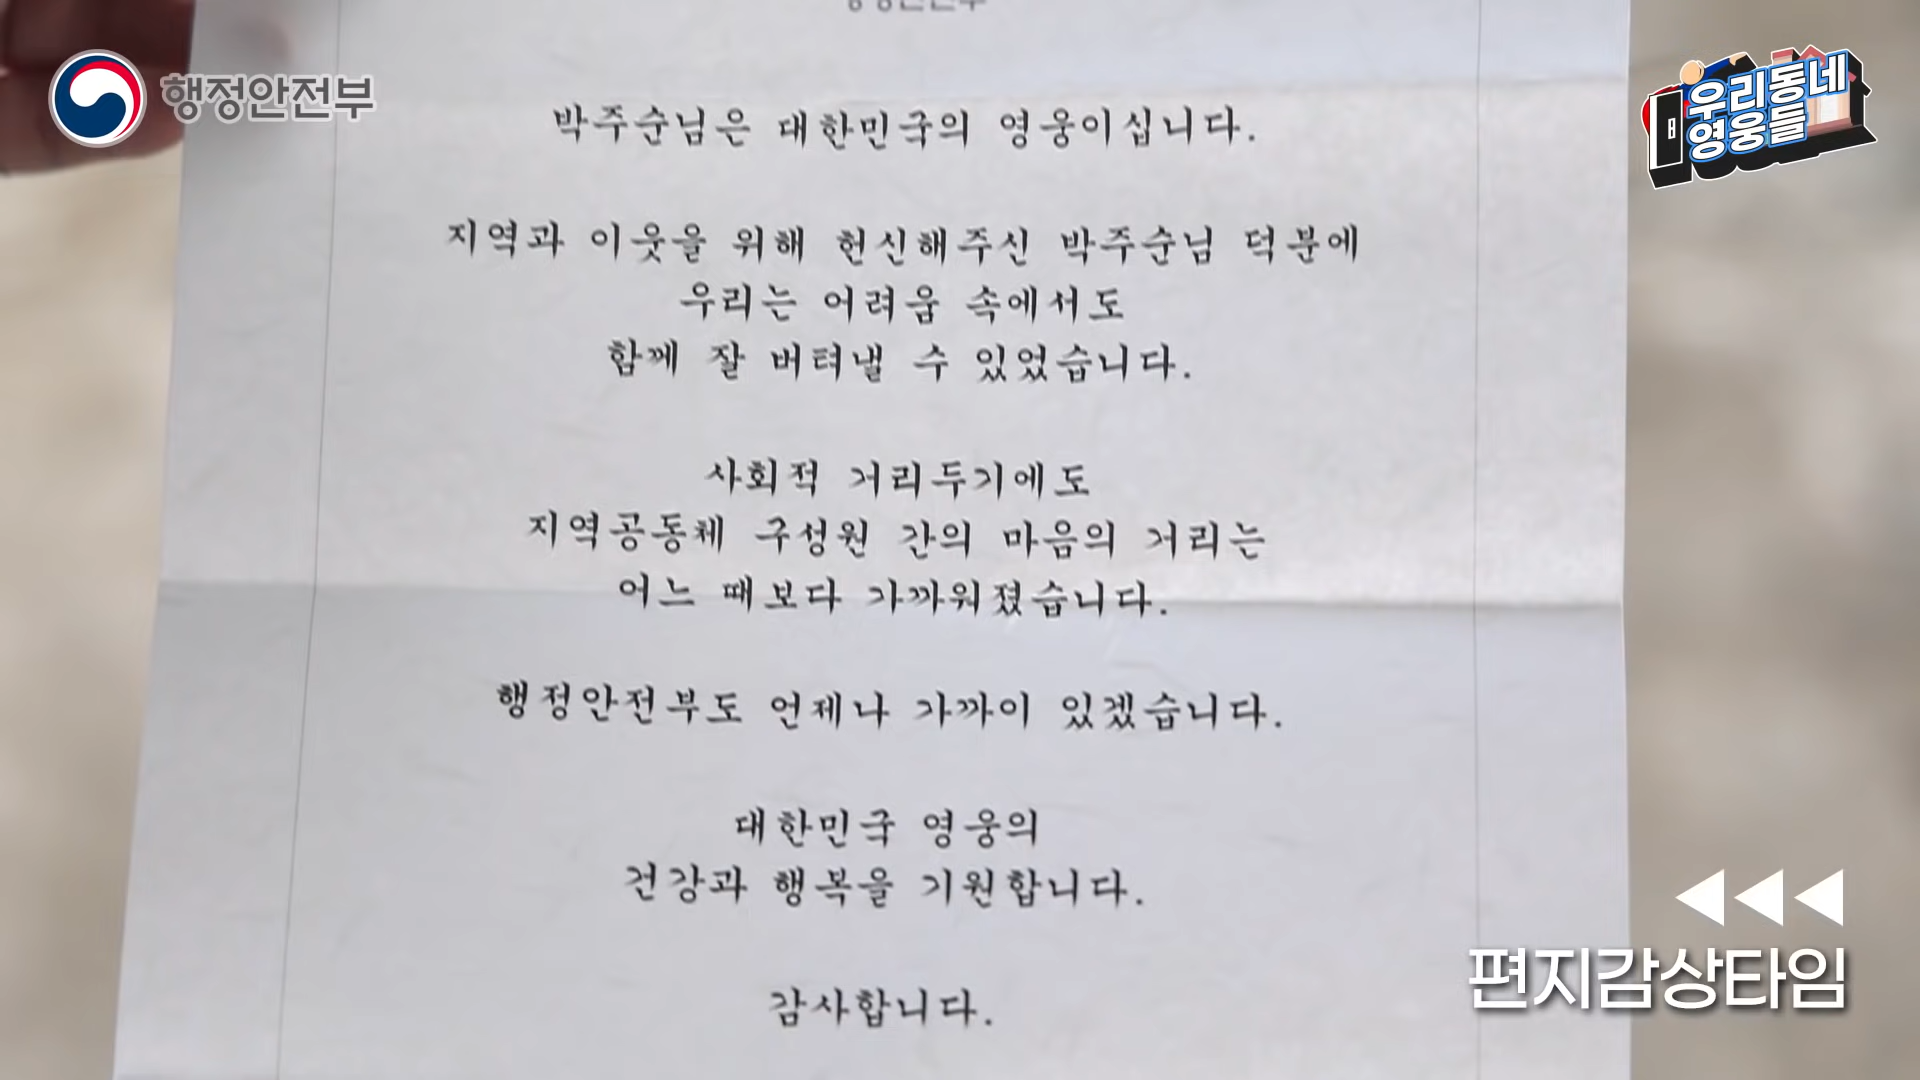 행정안전부
우리동네
영웅들
박주순님은 대한민국의 영웅이십니다.
지역과 이웃을 위해 헌신해주신 박주순님 덕분에
우리는 어려움 속에서도
함께 잘 버텨낼 수 있었습니다.
사회적 거리두기에도
지역공동체 구성원 간의 마음의 거리는
어느 때보다 가까워졌습니다.
행정안전부도 언제나 가까이 있겠습니다.
대한민국 영웅의
건강과 행복을 기원합니다.
감사합니다.
편지감상타임